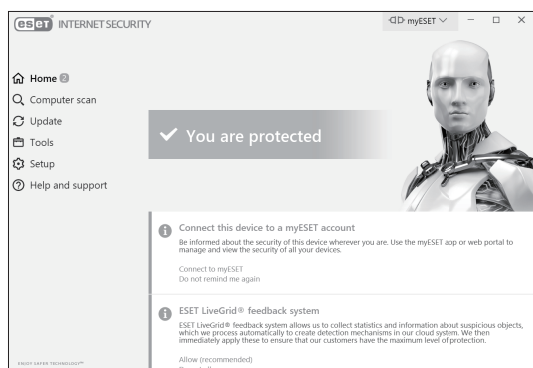 eset INTERNET SECURITY
myESET
Home 2
Computer scan
Update
Tools
Setup
Help and support
You are protected
Connect this device to a myESET account
Be informed about the security of this device wherever you are. Use the myESET app or web portal to
manage and view the security of all your devices.
Connect to myESET
Do not remind me again
ESET LiveGrid® feedback system
ESET LiveGrid® feedback system allows us to collect statistics and information about suspicious objects,
which we process automatically to create detection mechanisms in our cloud system. We then
immediately apply these to ensure that our customers have the maximum level of protection.
Allow (recommended)
ENJOY SAFER TECHNOLOGY™